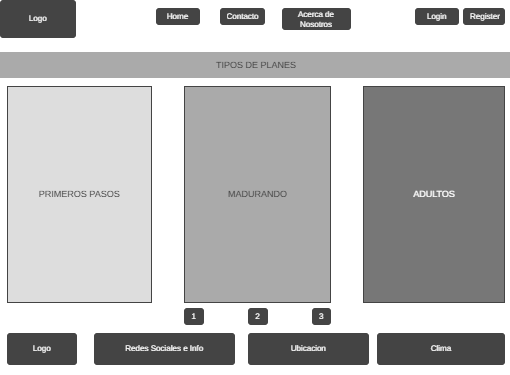 Logo
Home
Contacto
Acerca de
Nosotros
Login
Register
TIPOS DE PLANES
PRIMEROS PASOS
MADURANDO
ADULTOS
1
2
3
Logo
Redes Sociales e Info
Ubicacion
Clima